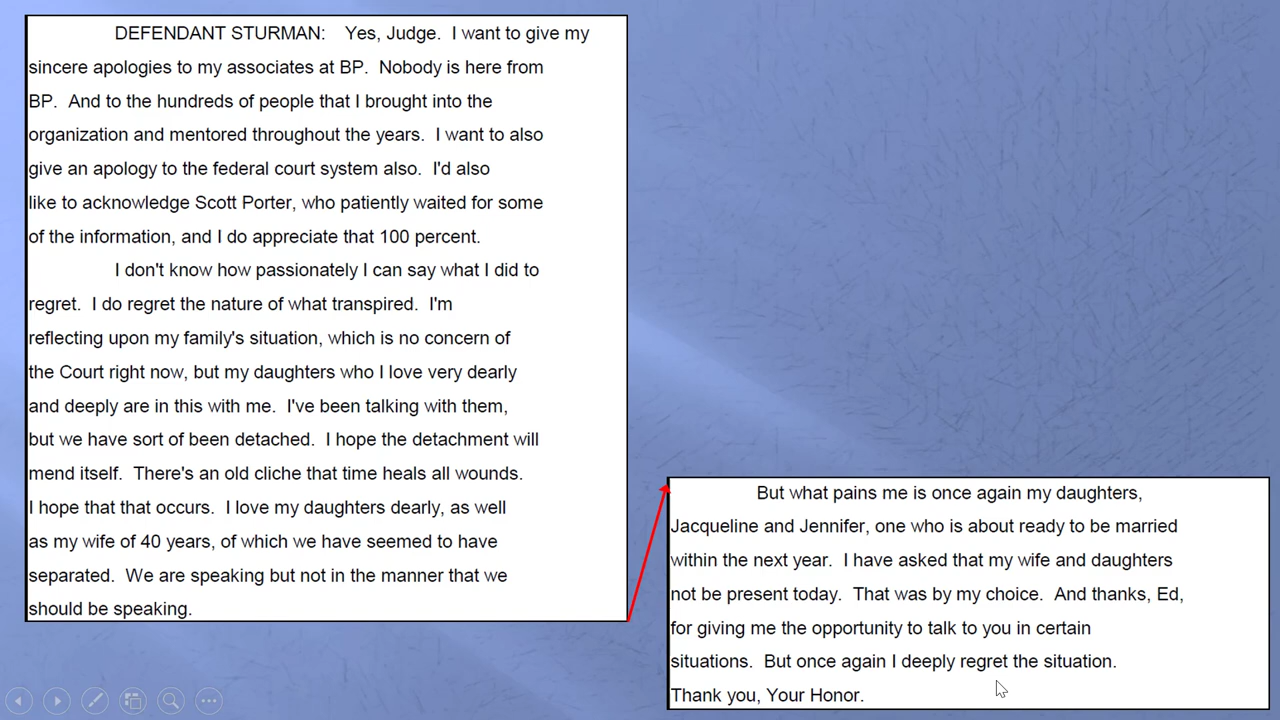 DEFENDANT STURMAN: Yes, Judge. I want to give my
sincere apologies to my associates at BP. Nobody is here from
BP. And to the hundreds of people that I brought into the
organization and mentored throughout the years. I want to also
give an apology to the federal court system also. I'd also
like to acknowledge Scott Porter, who patiently waited for some
of the information, and I do appreciate that 100 percent.
I don't know how passionately I can say what I did to
regret. I do regret the nature of what transpired. I'm
reflecting upon my family's situation, which is no concern of
the Court right now, but my daughters who I love very dearly
and deeply are in this with me. I've been talking with them,
but we have sort of been detached. I hope the detachment will
mend itself. There's an old cliche that time heals all wounds.
I hope that that occurs. I love my daughters dearly, as well
as my wife of 40 years, of which we have seemed to have
separated. We are speaking but not in the manner that we
should be speaking.
But what pains me is once again my daughters,
Jacqueline and Jennifer, one who is about ready to be married
within the next year. I have asked that my wife and daughters
not be present today. That was by my choice. And thanks, Ed,
for giving me the opportunity to talk to you in certain
situations. But once again I deeply regret the situation.
Thank you, Your Honor.